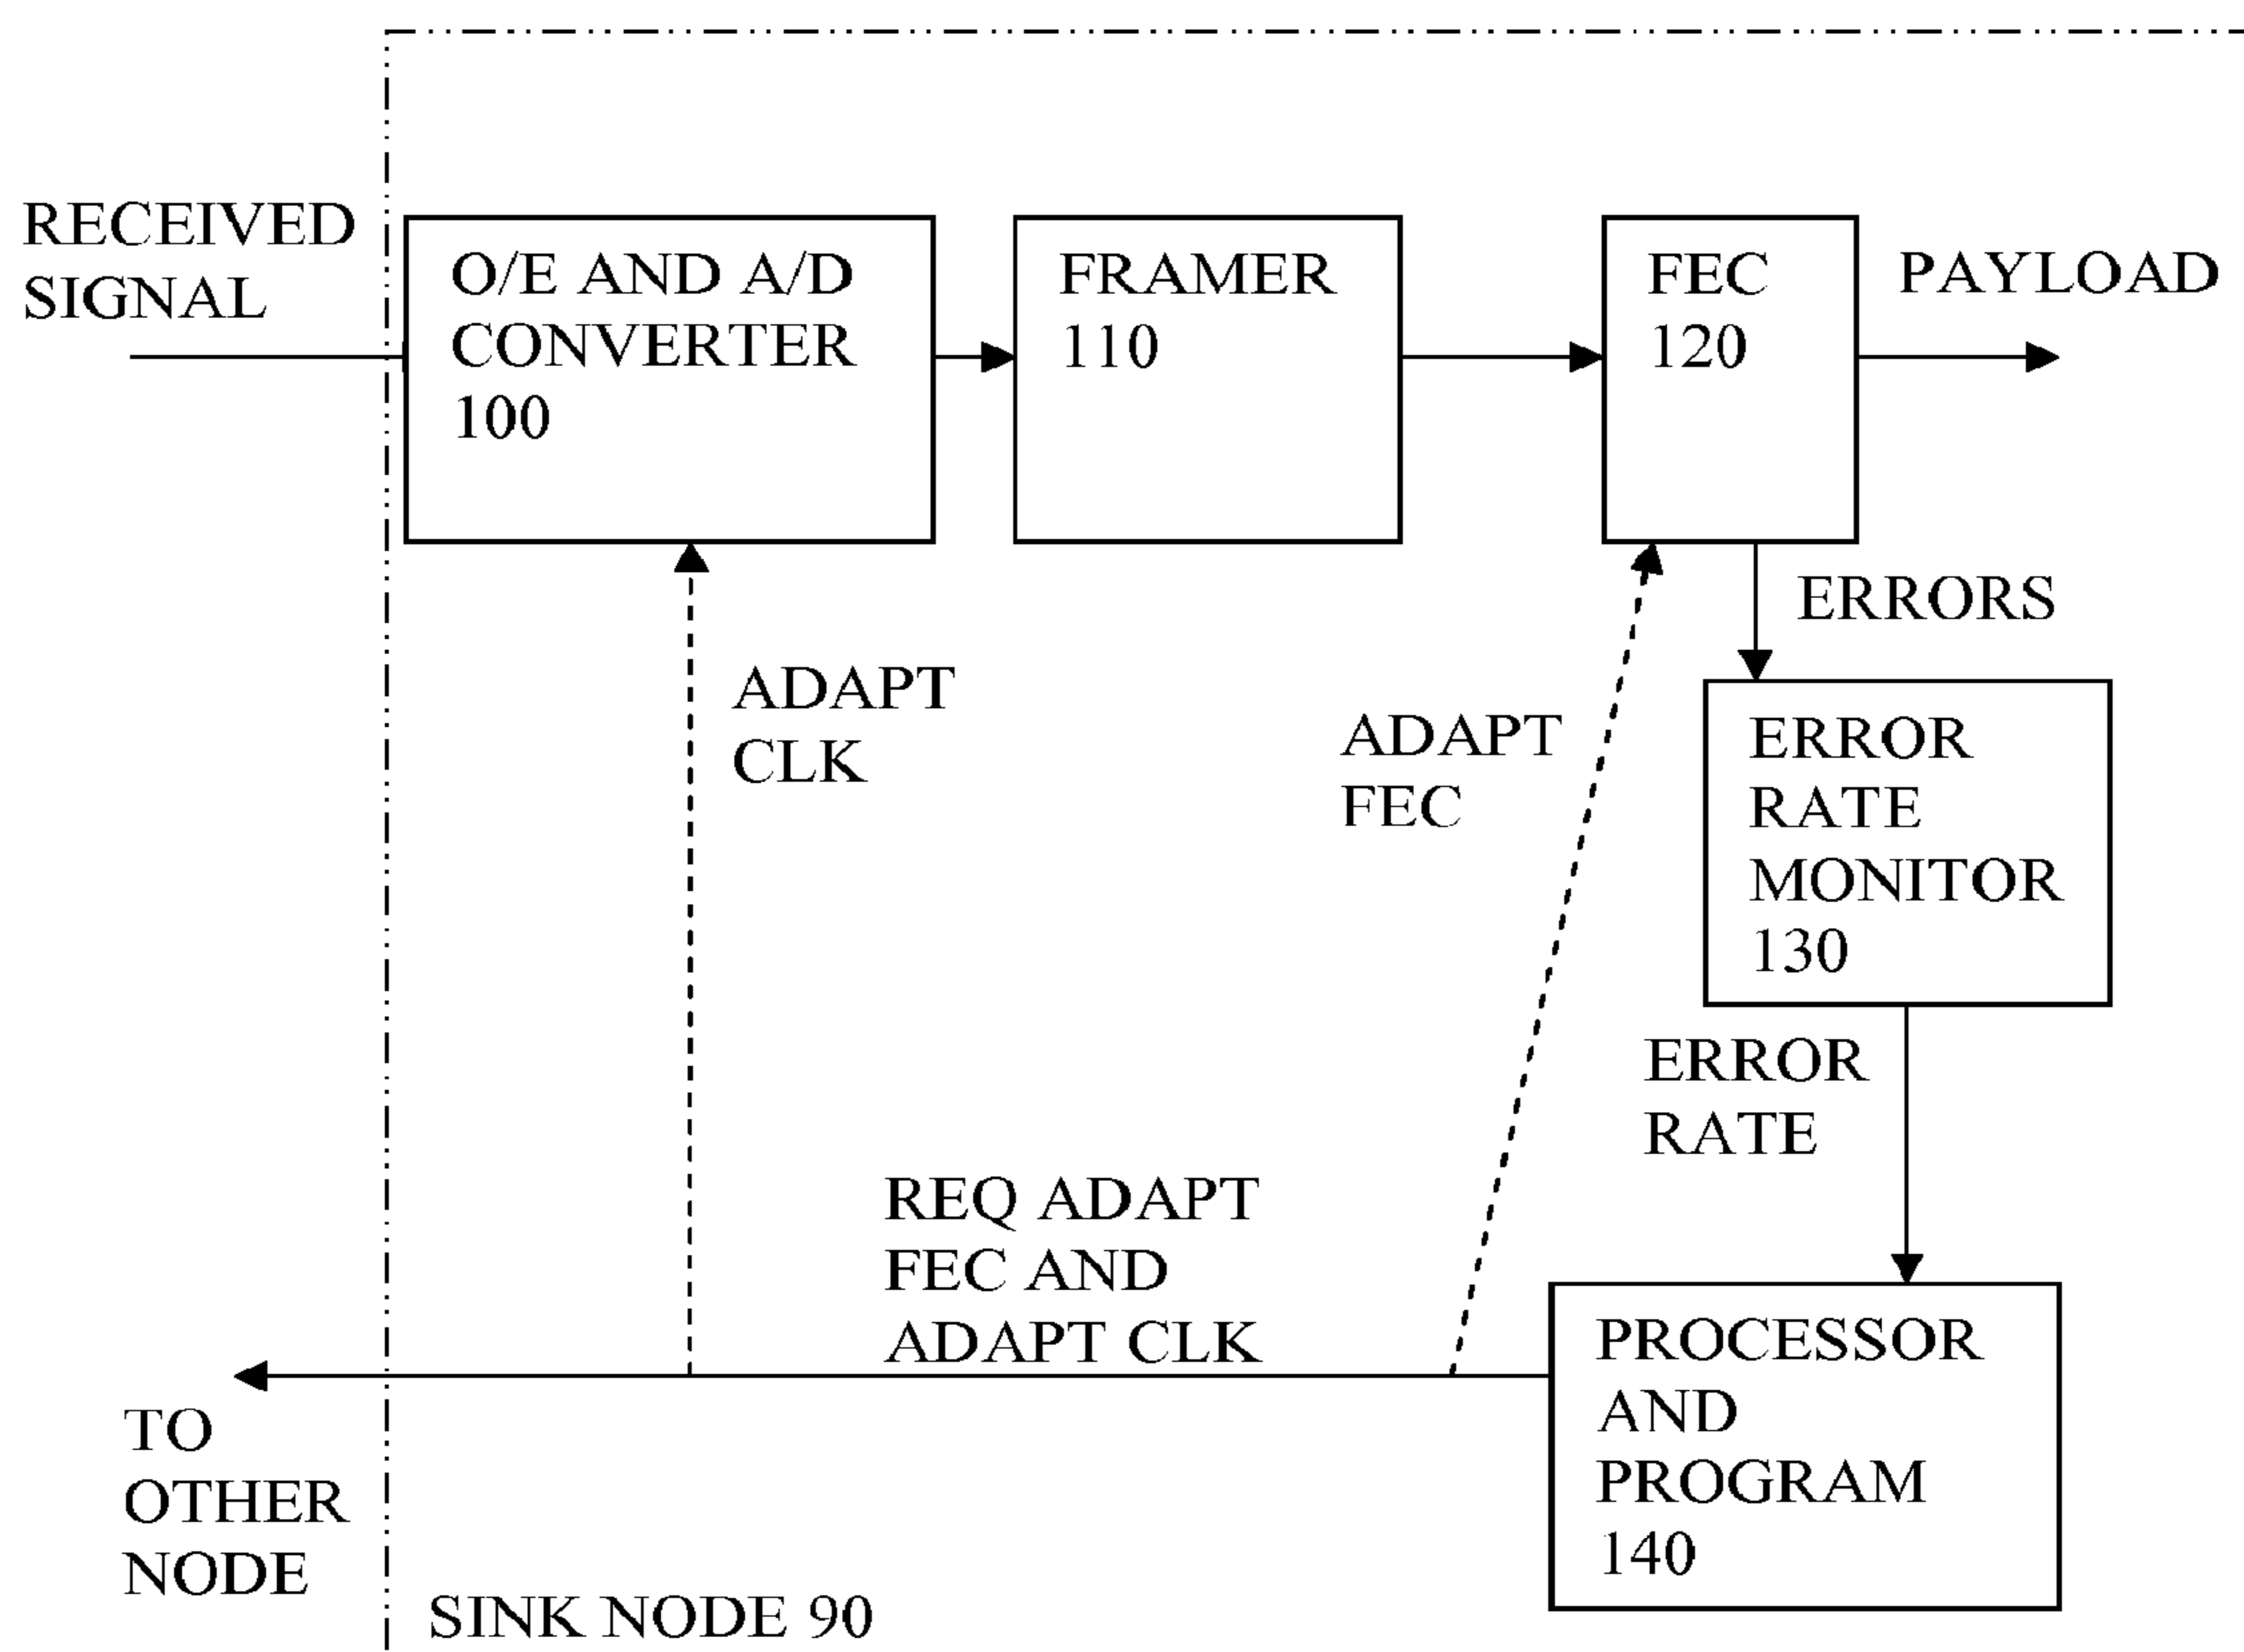 RECEIVED
SIGNAL
O/E AND A/D
CONVERTER
100
FRAMER
110
FEC
120
PAYLOAD
ERRORS
ADAPT
CLK
ADAPT
FEC
ERROR
RATE
MONITOR
130
ERROR
RATE
REQ ADAPT
FEC AND
ADAPT CLK
PROCESSOR
AND
PROGRAM
140
TO
OTHER
NODE
SINK NODE 90